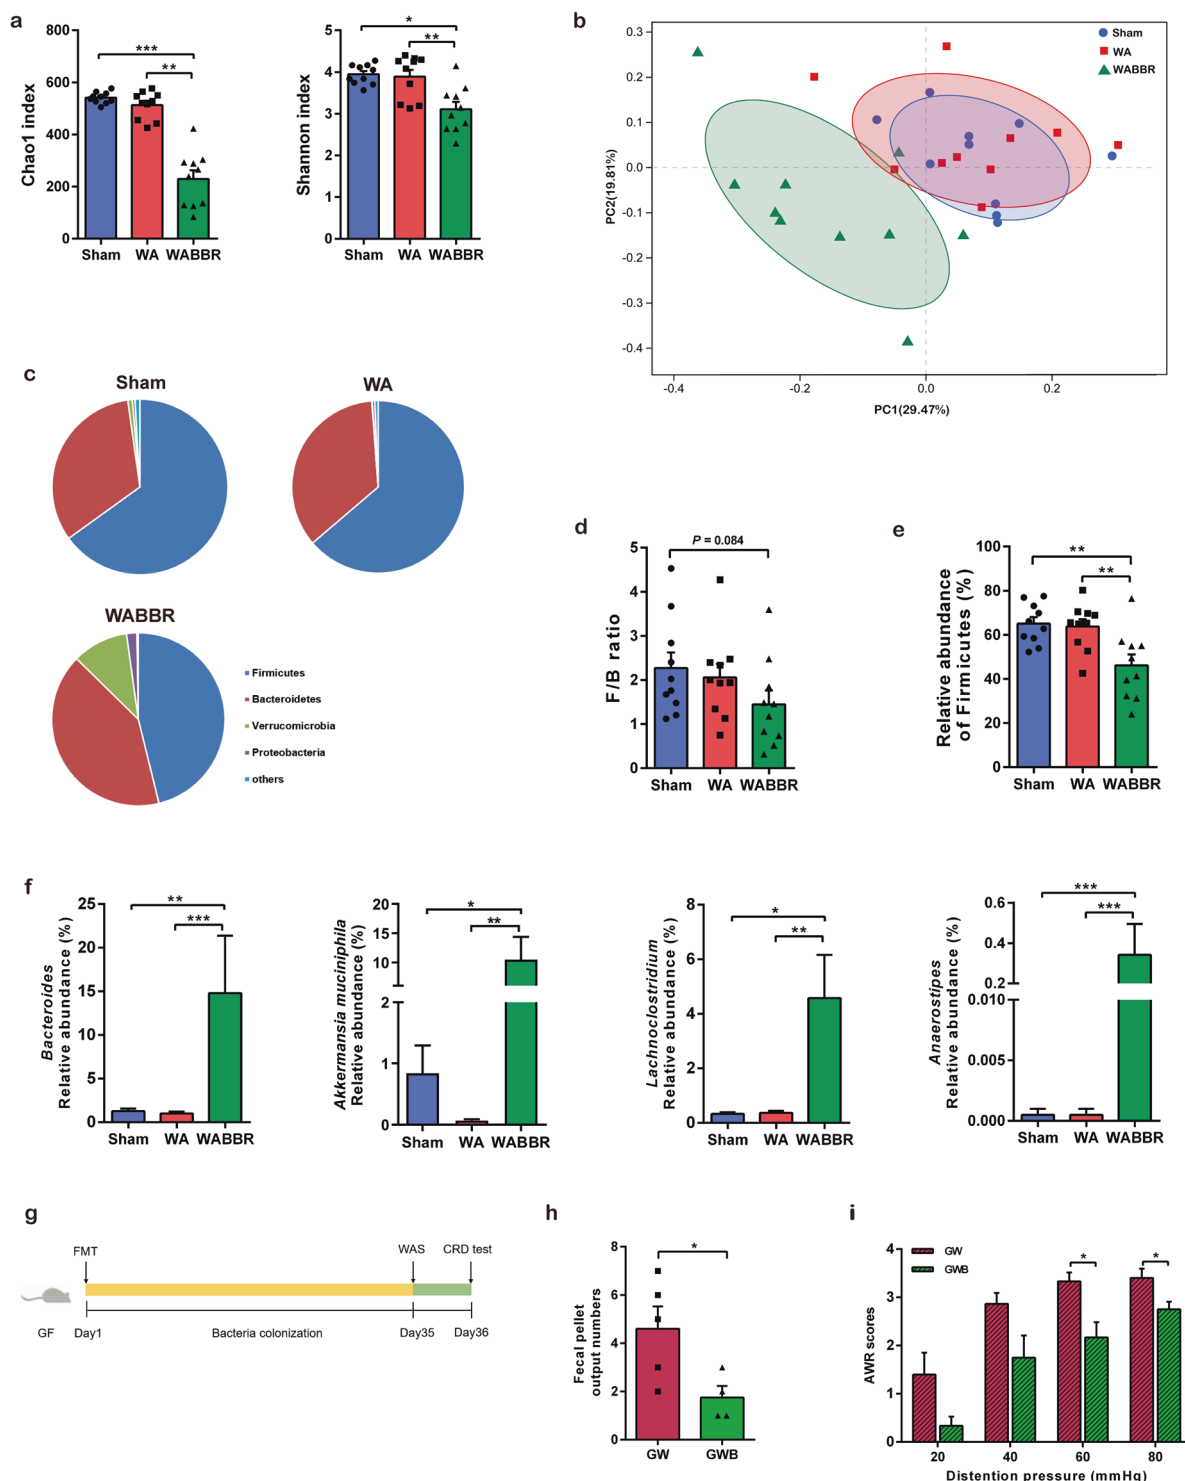 a
800
600
400
200
0
Chao1 index
***
**
Sham WA WABBR
5
4
3
2
1
0
Shannon index
*
**
Sham WA WABBR
b
0.3
0.2
0.1
0.0
-0.1
-0.2
-0.3
-0.4
PC2(19.81%)
-0.4 -0.2 0.0 0.2
PC1(29.47%)
Sham
WA
WABBR
c
Sham
WA
WABBR
Firmicutes
Bacteroidetes
Verrucomicrobia
Proteobacteria
others
d
5
4
3
2
1
0
F/B ratio
P = 0.084
Sham WA WABBR
e
100
80
60
40
20
0
Relative abundance
of Firmicutes (%)
**
**
Sham WA WABBR
f
25
20
15
10
5
0
Bacteroides
Relative abundance (%)
**
***
Sham WA WABBR
20
15
10
5
2
1
0
Akkermansia muciniphila
Relative abundance (%)
*
**
Sham WA WABBR
8
6
4
2
0
Lachnoclostridium
Relative abundance (%)
*
**
Sham WA WABBR
0.6
0.4
0.2
0.010
0.005
0.000
Anaerostipes
Relative abundance (%)
***
***
Sham WA WABBR
g
FMT WAS CRD test
GF Day1 Bacteria colonization Day35 Day36
h
8
6
4
2
0
Fecal pellet
output numbers
*
GW GWB
i
4
3
2
1
0
AWR scores
GW
GWB
*
*
20 40 60 80
Distention pressure (mmHg)